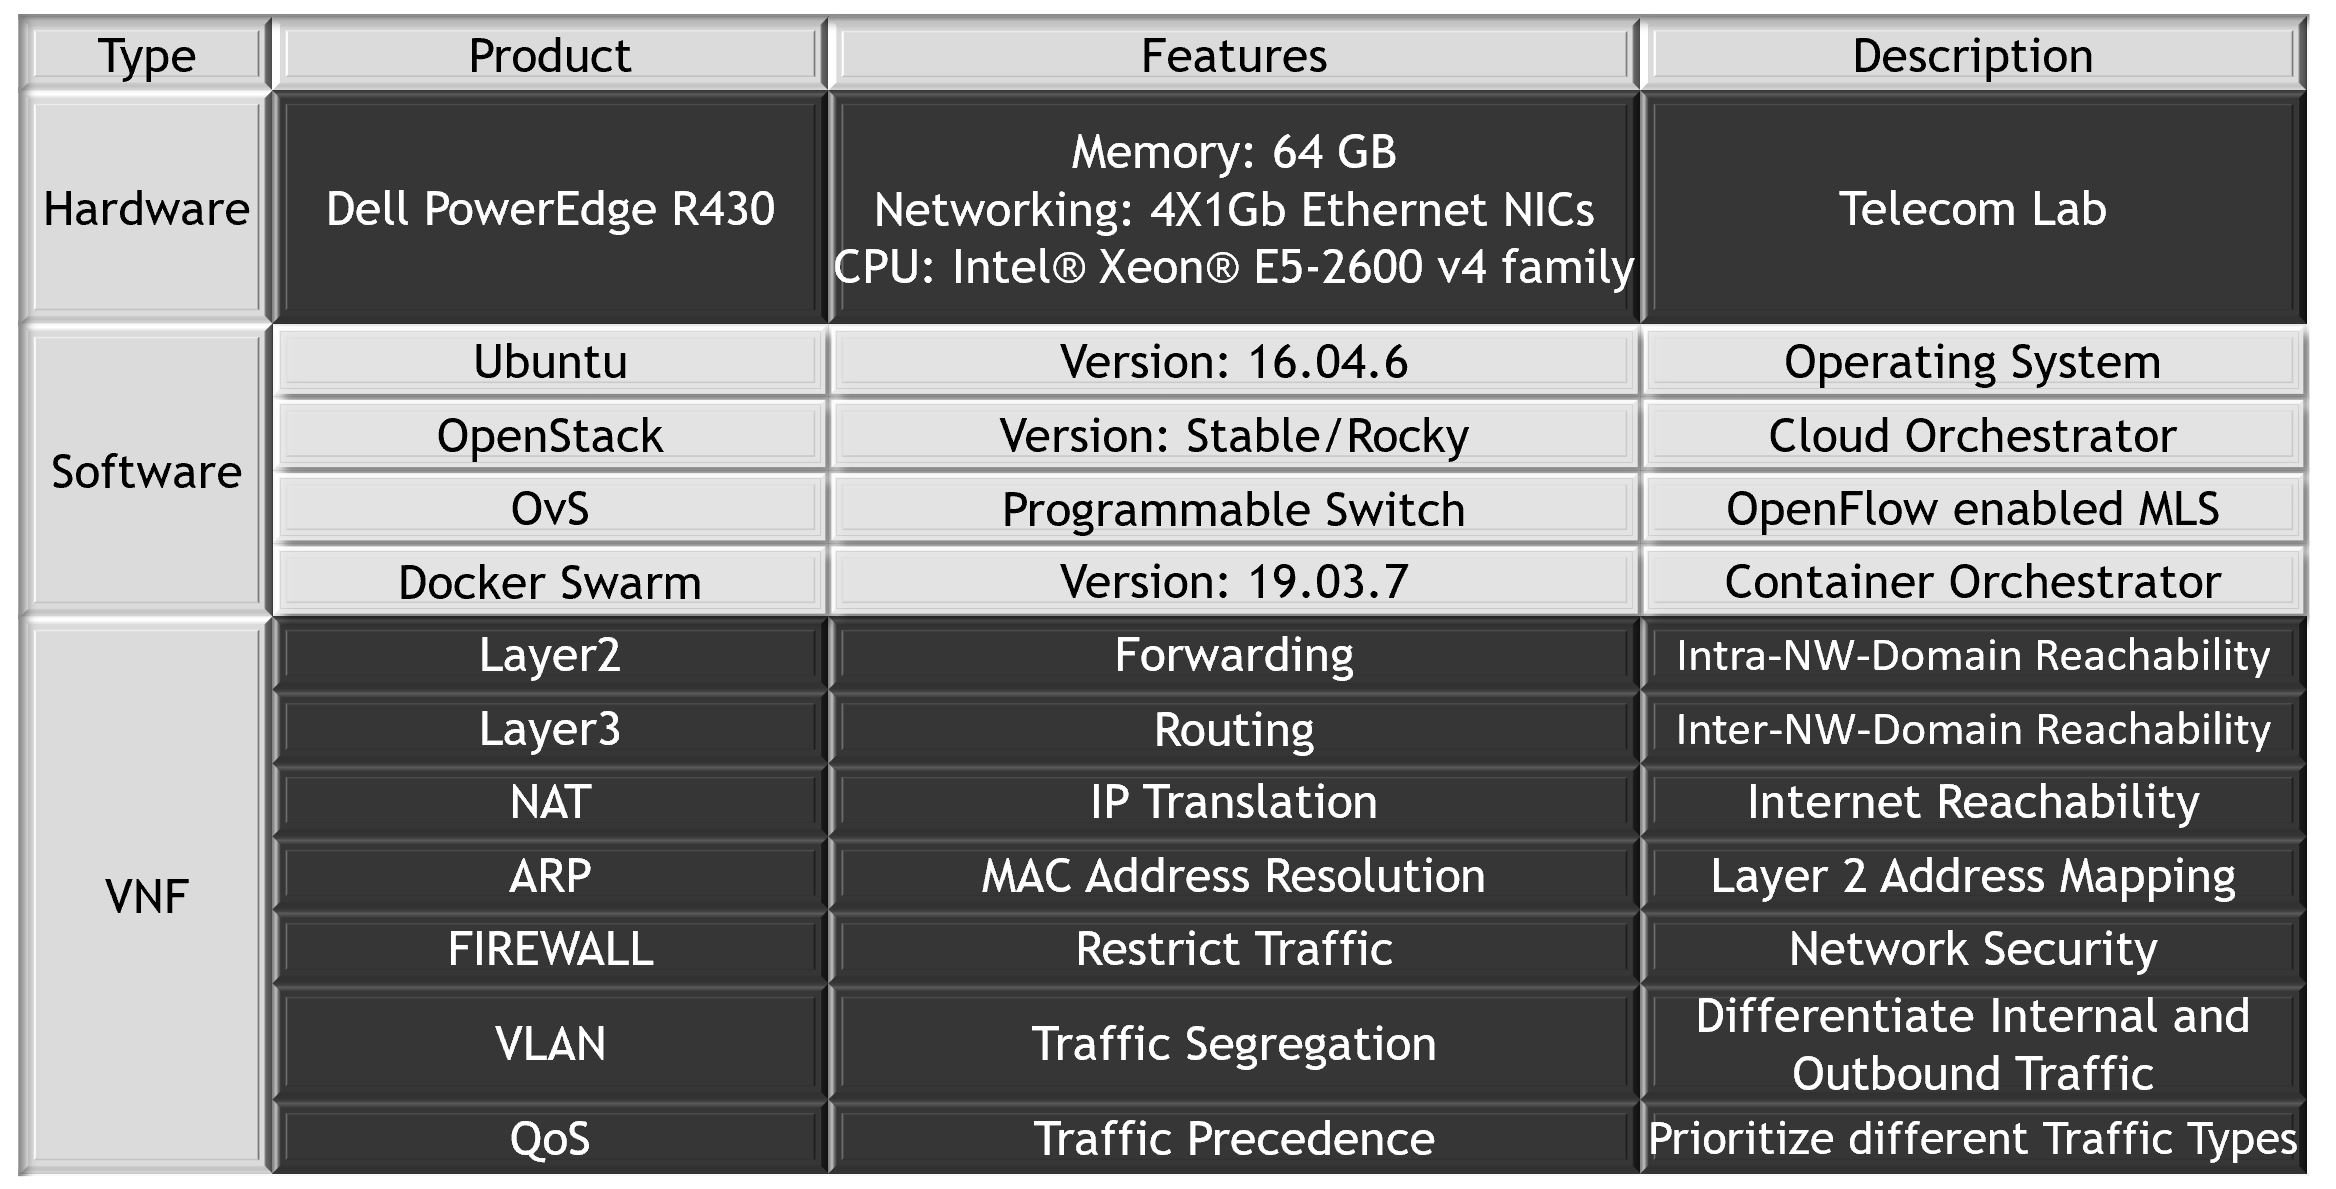 Type Product Features Description
Hardware Dell PowerEdge R430 Memory: 64 GB
Networking: 4X1Gb Ethernet NICs
CPU: Intel® Xeon® E5-2600 v4 family Telecom Lab
Software Ubuntu Version: 16.04.6 Operating System
OpenStack Version: Stable/Rocky Cloud Orchestrator
OvS Programmable Switch OpenFlow enabled MLS
Docker Swarm Version: 19.03.7 Container Orchestrator
VNF Layer2 Forwarding Intra-NW-Domain Reachability
Layer3 Routing Inter-NW-Domain Reachability
NAT IP Translation Internet Reachability
ARP MAC Address Resolution Layer 2 Address Mapping
FIREWALL Restrict Traffic Network Security
VLAN Traffic Segregation Differentiate Internal and
Outbound Traffic
QoS Traffic Precedence Prioritize different Traffic Types